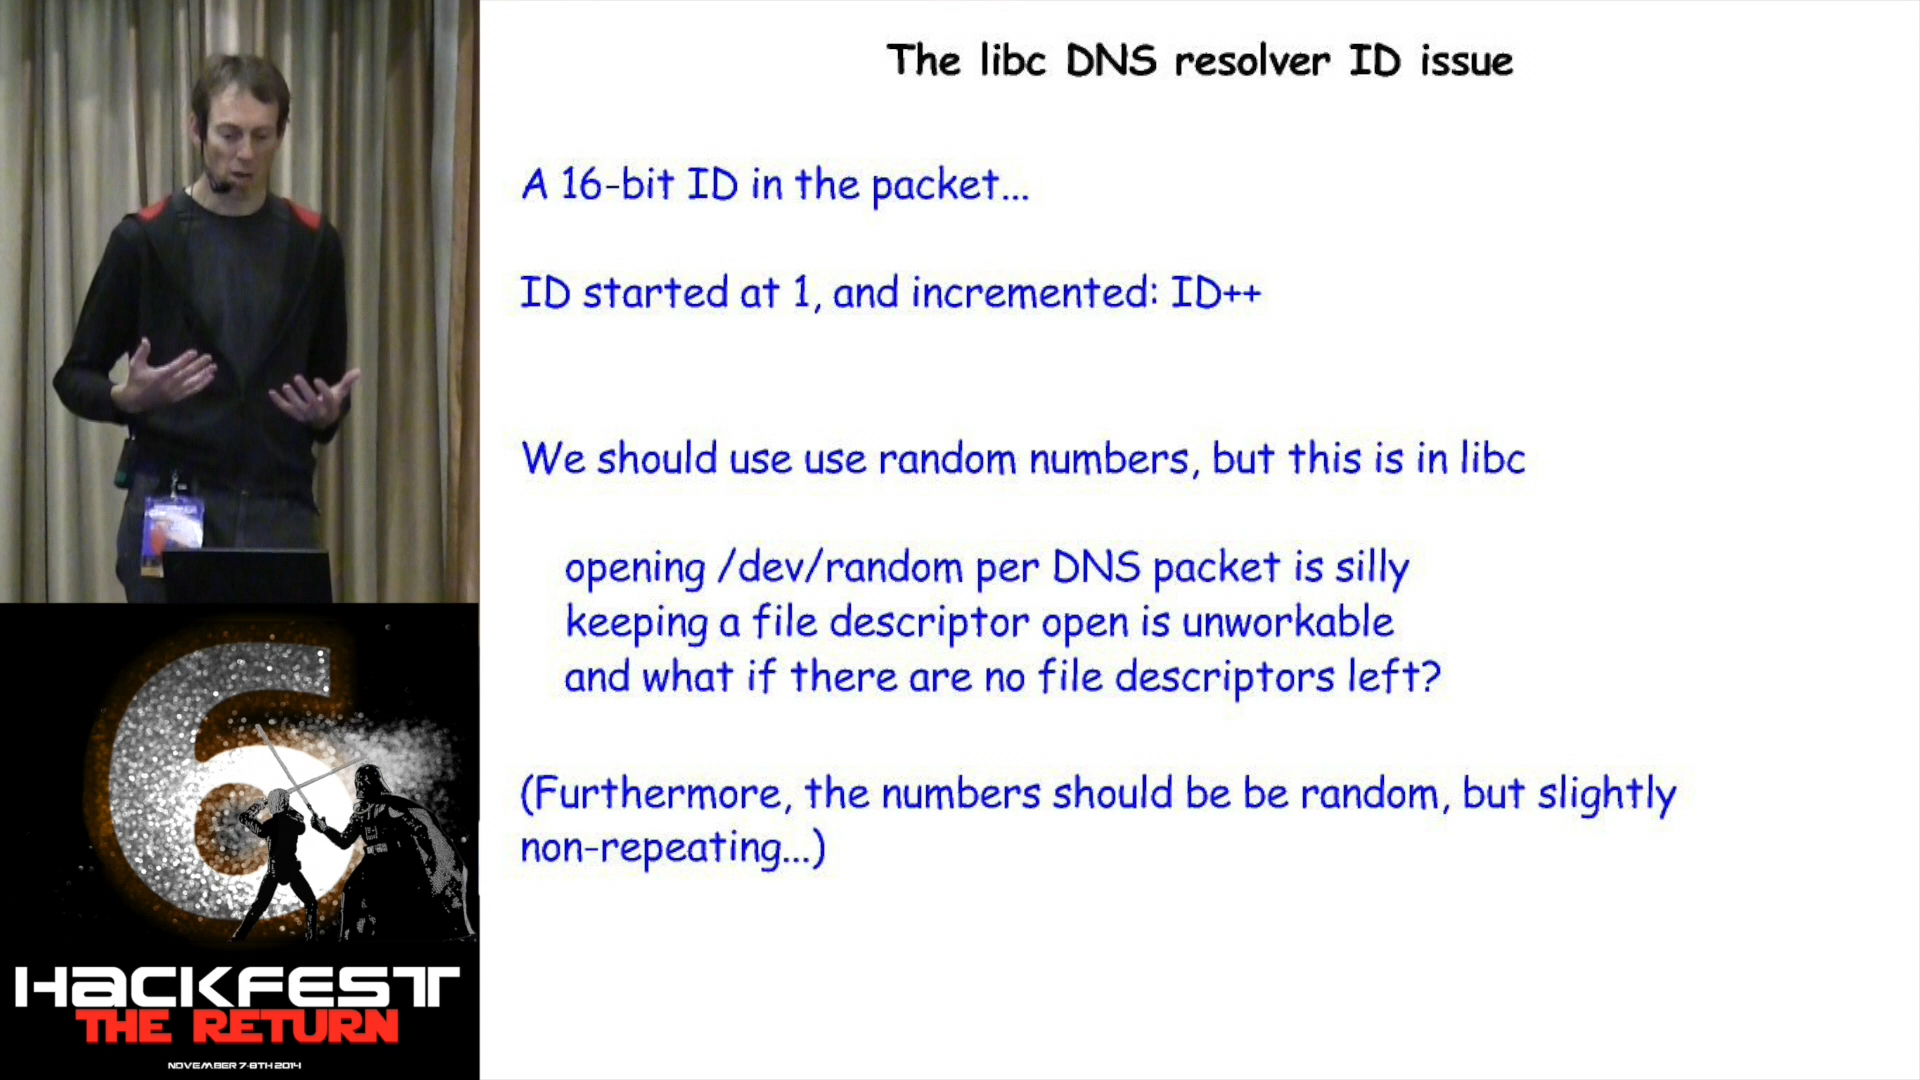 The libc DNS resolver ID issue
A 16-bit ID in the packet...
ID started at 1, and incremented: ID++
We should use use random numbers, but this is in libc
opening /dev/random per DNS packet is silly
keeping a file descriptor open is unworkable
and what if there are no file descriptors left?
(Furthermore, the numbers should be be random, but slightly
non-repeating...)
6
HACKFEST
THE RETURN
NOVEMBER 7-8TH 2014